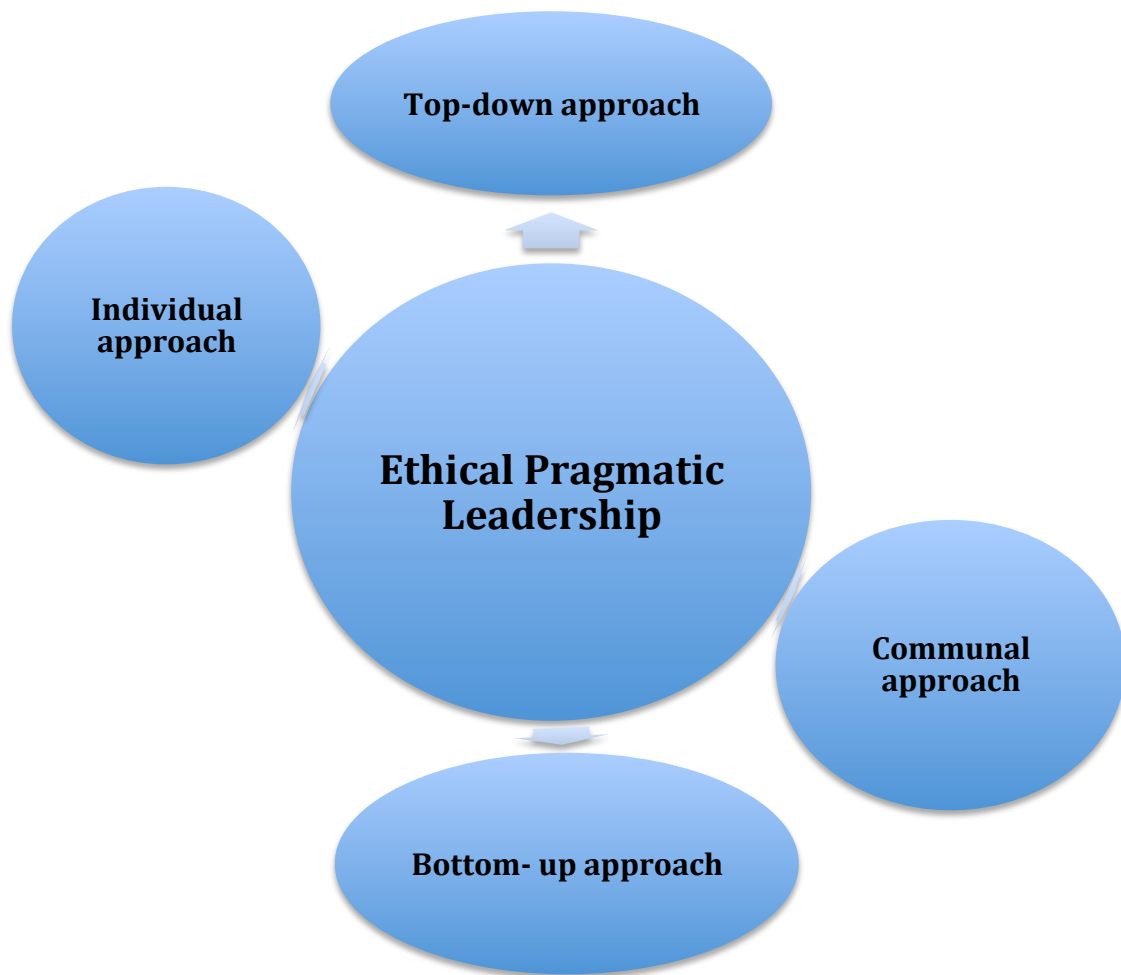 Top-down approach
Individual
approach
Ethical Pragmatic
Leadership
Communal
approach
Bottom- up approach